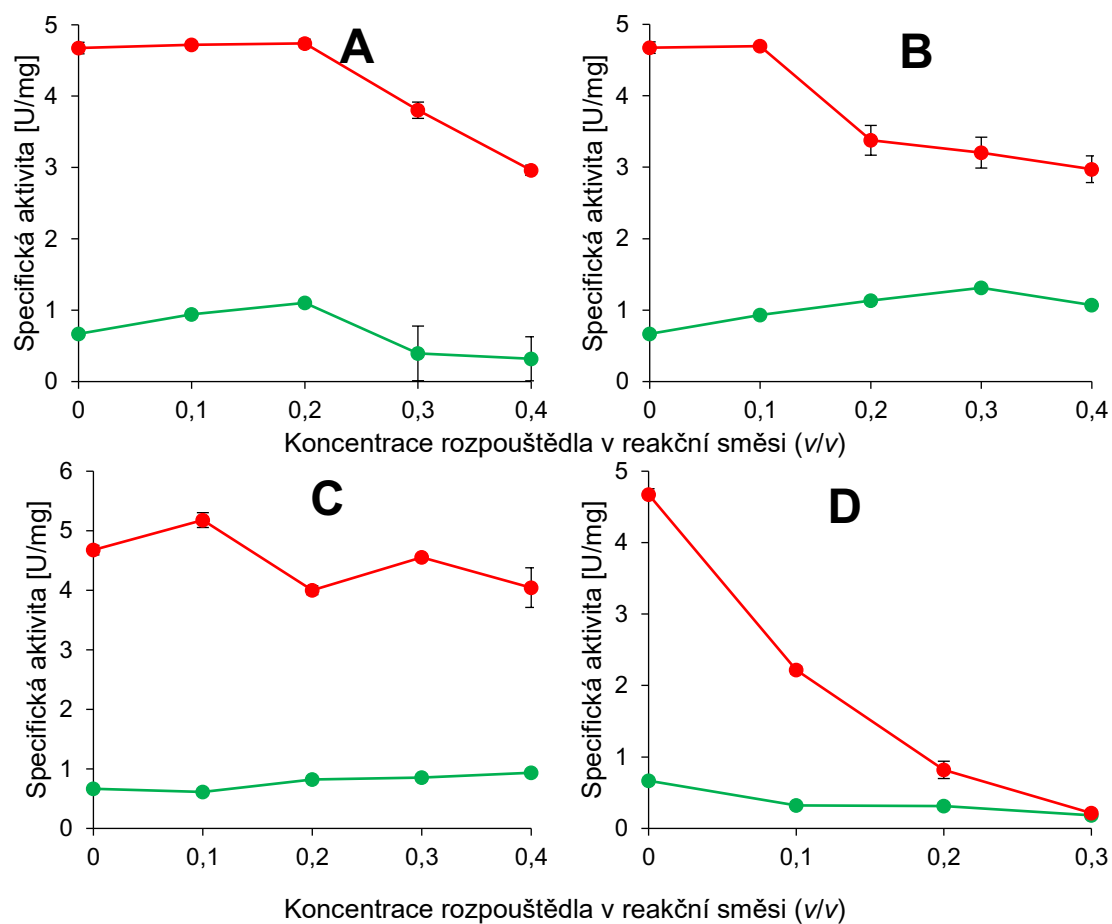 A
Specifická aktivita [U/mg]
5
4
3
2
1
0
0 0,1 0,2 0,3 0,4
B
Specifická aktivita [U/mg]
5
4
3
2
1
0
0 0,1 0,2 0,3 0,4
Koncentrace rozpouštědla v reakční směsi (v/v)
C
Specifická aktivita [U/mg]
6
5
4
3
2
1
0
0 0,1 0,2 0,3 0,4
D
Specifická aktivita [U/mg]
5
4
3
2
1
0
0 0,1 0,2 0,3
Koncentrace rozpouštědla v reakční směsi (v/v)